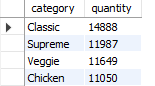 category quantity
Classic 14888
Supreme 11987
Veggie 11649
Chicken 11050